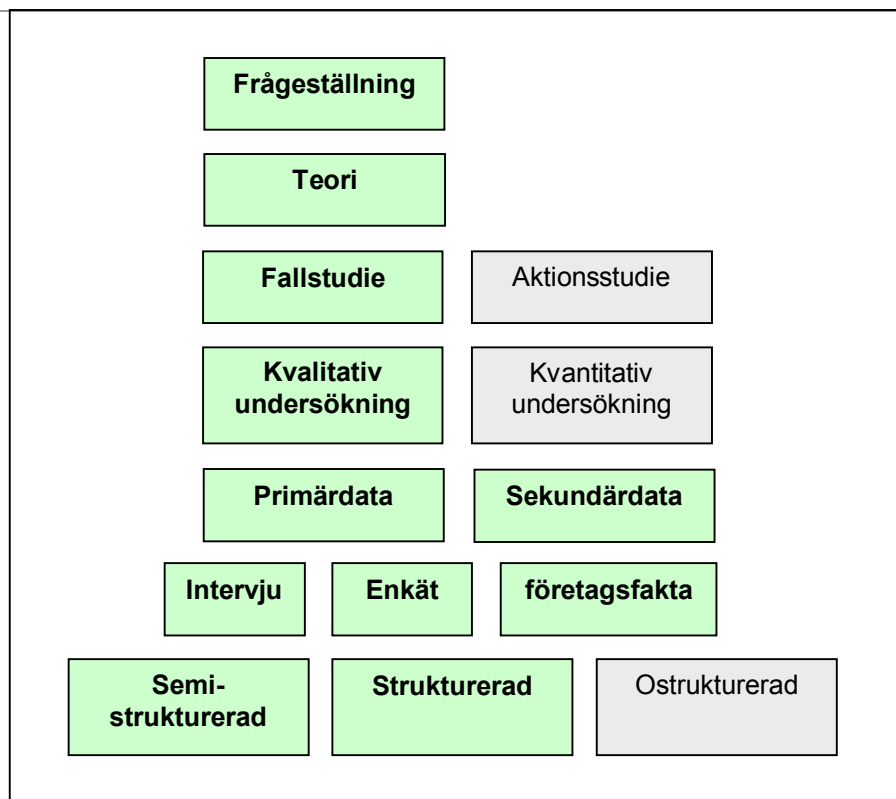 Frågeställning
Teori
Fallstudie
Aktionsstudie
Kvalitativ
undersökning
Kvantitativ
undersökning
Primärdata
Sekundärdata
Intervju
Enkät
företagsfakta
Semi-
strukturerad
Strukturerad
Ostrukturerad